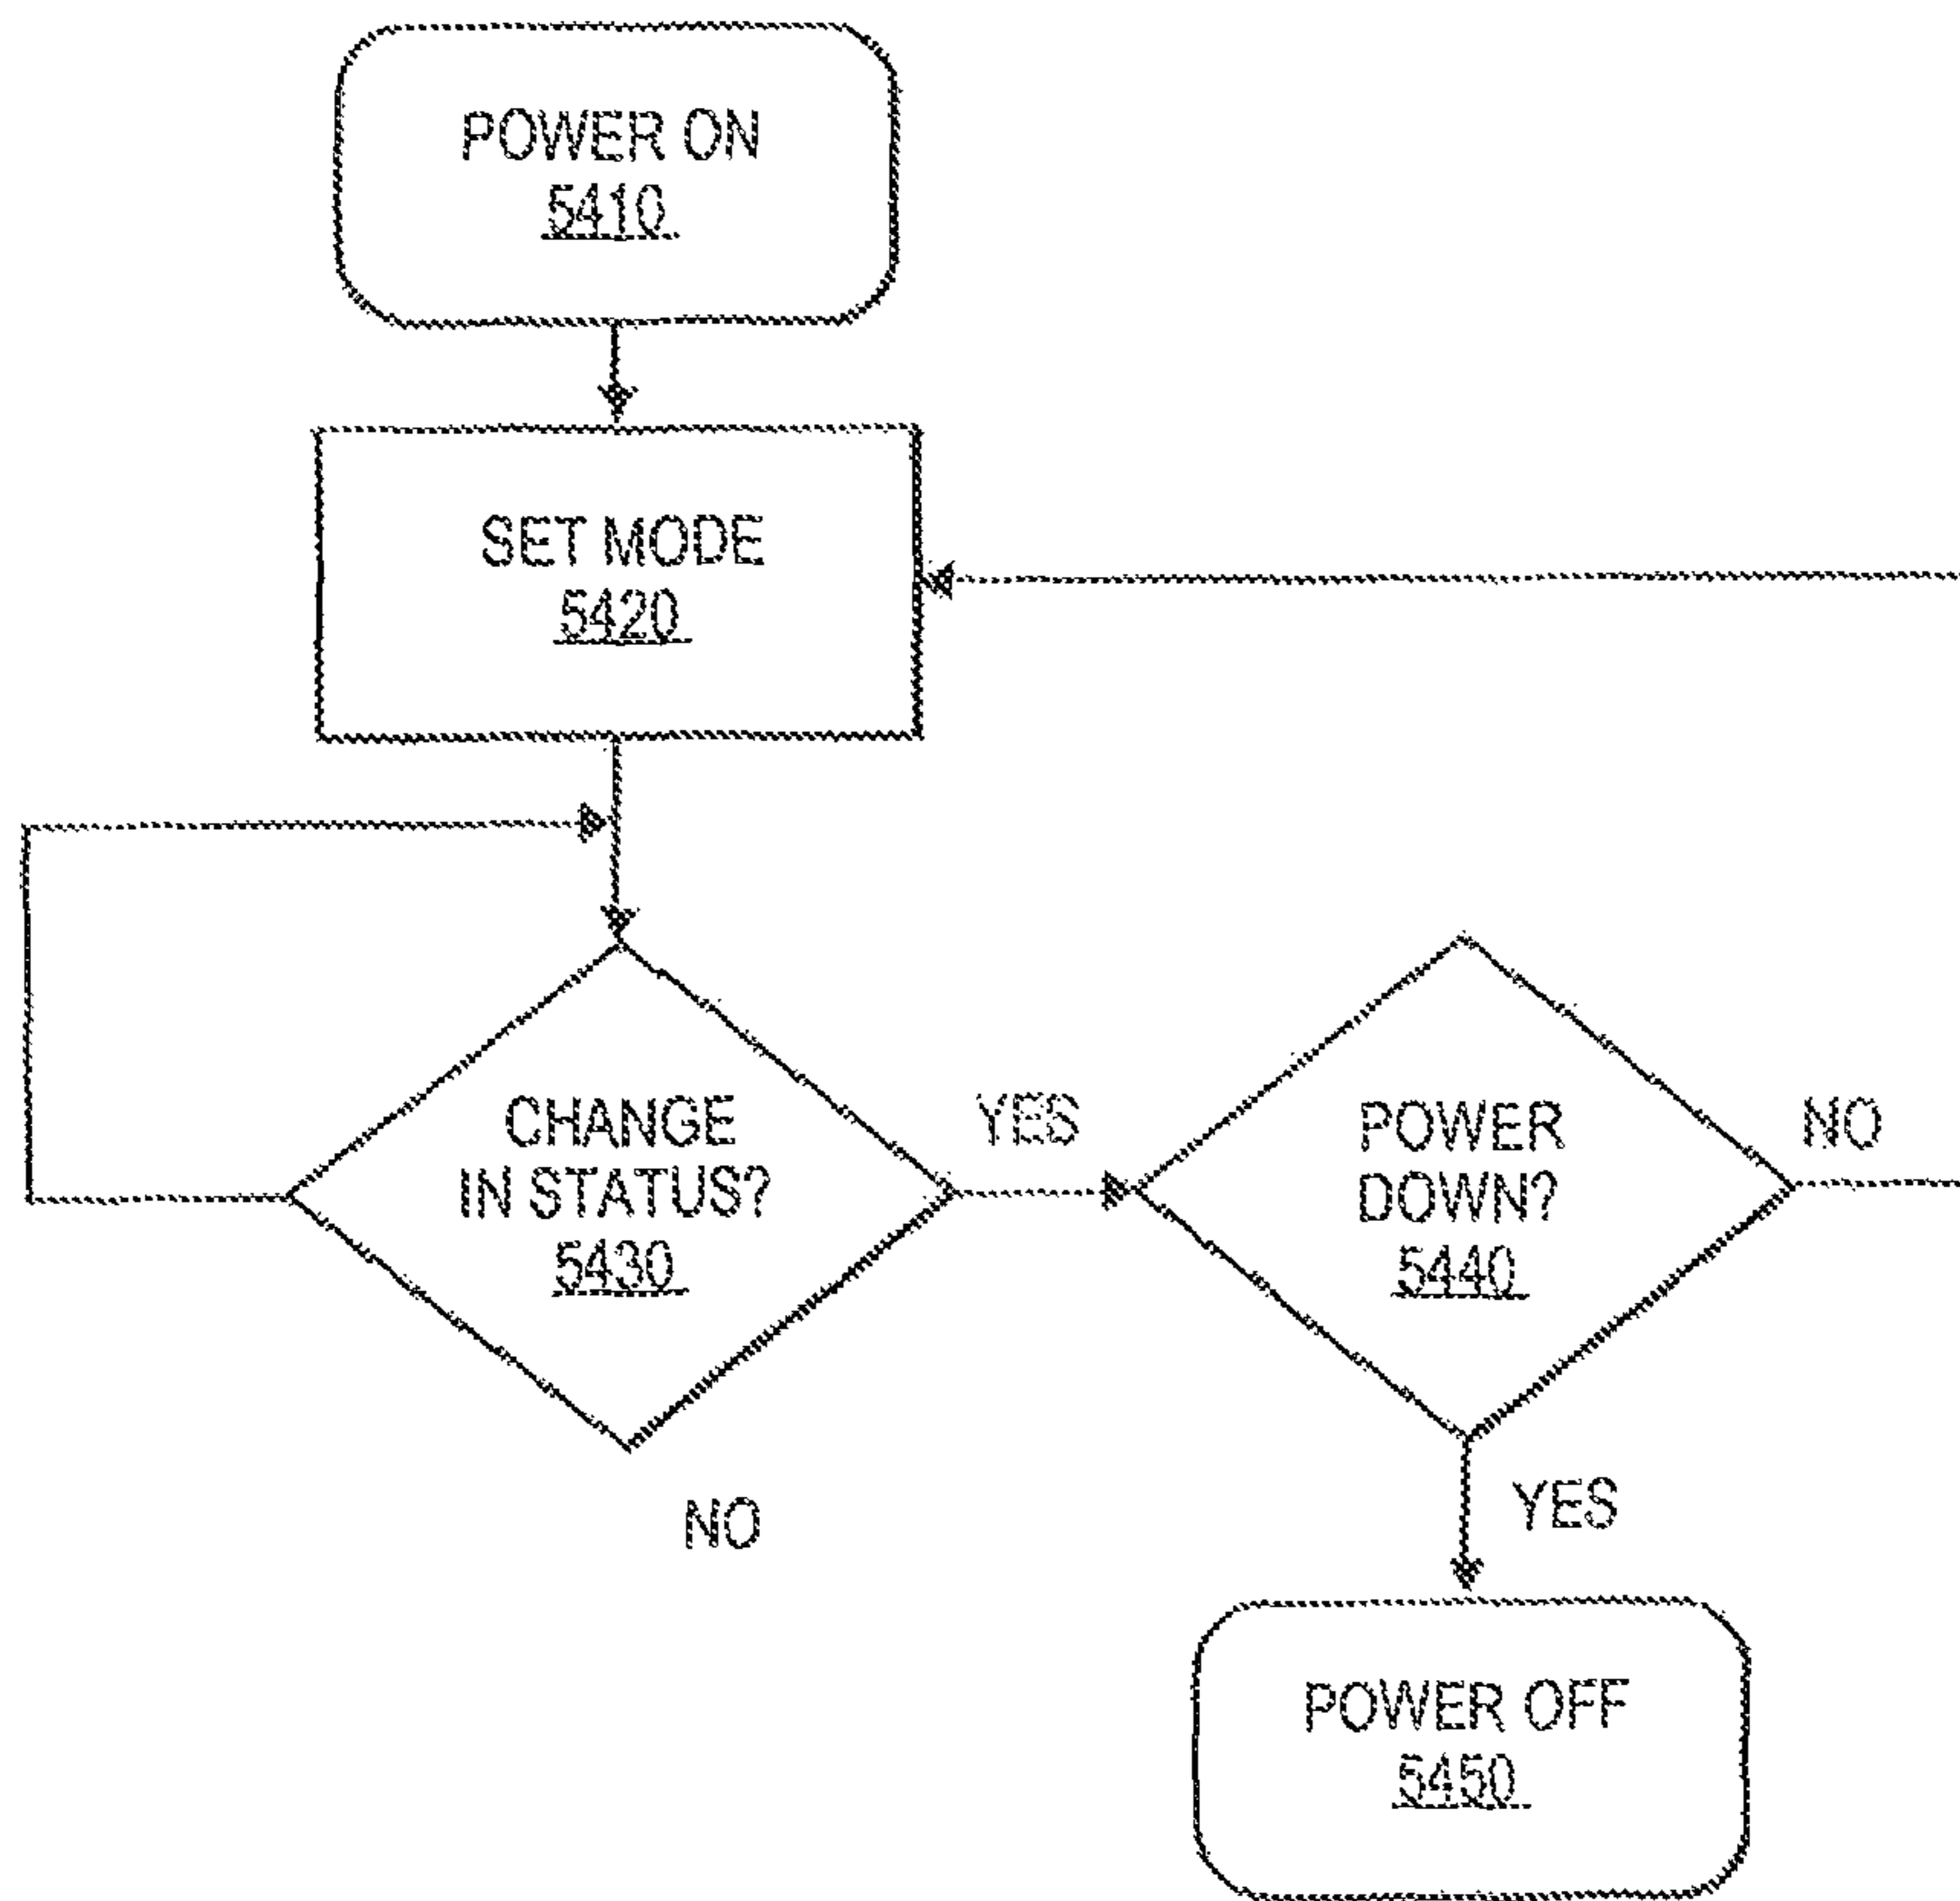 POWER ON
5410
SET MODE
5420
CHANGE
IN STATUS?
5430
YES
NO
POWER
DOWN?
5440
NO
YES
POWER OFF
5450